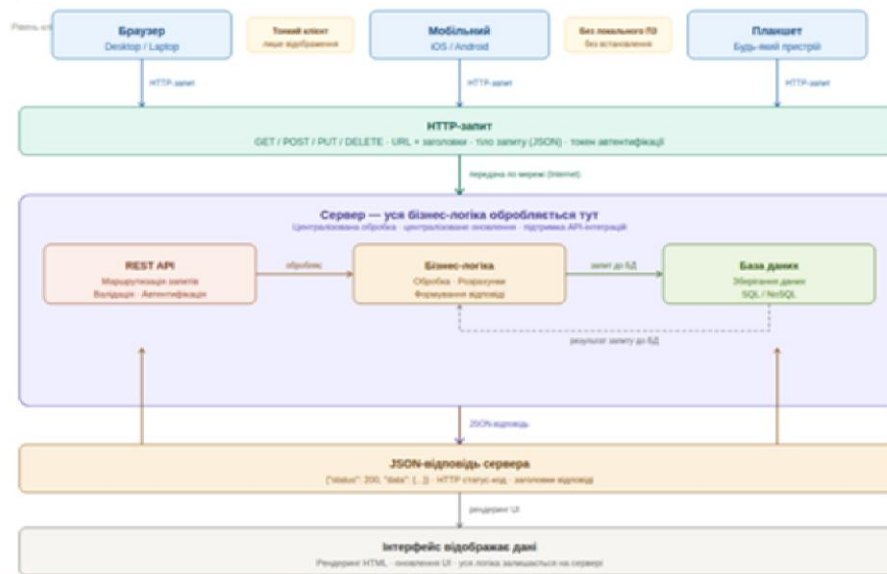 Рівень клі
Браузер
Desktop / Laptop
Тонкий клієнт
лише відображення
Мобільний
iOS / Android
Без локального ПЗ
без встановлення
Планшет
Будь-який пристрій
HTTP-запит
HTTP-запит
HTTP-запит
HTTP-запит
GET / POST / PUT / DELETE · URL + заголовки · тіло запиту (JSON) · токен автентифікації
передача по мережі (Internet)
Сервер — уся бізнес-логіка обробляється тут
Централізована обробка · централізоване оновлення · підтримка API-інтеграцій
REST API
Маршрутизація запитів
Валідація · Автентифікація
обробляє
Бізнес-логіка
Обробка · Розрахунки
Формування відповіді
запит до БД
База даних
Зберігання даних
SQL / NoSQL
результат запиту до БД
JSON-відповідь
JSON-відповідь сервера
{"status": 200, "data": {...}} · HTTP статус-код · заголовки відповіді
рендеринг UI
Інтерфейс відображає дані
Рендеринг HTML · оновлення UI · уся логіка залишається на сервері